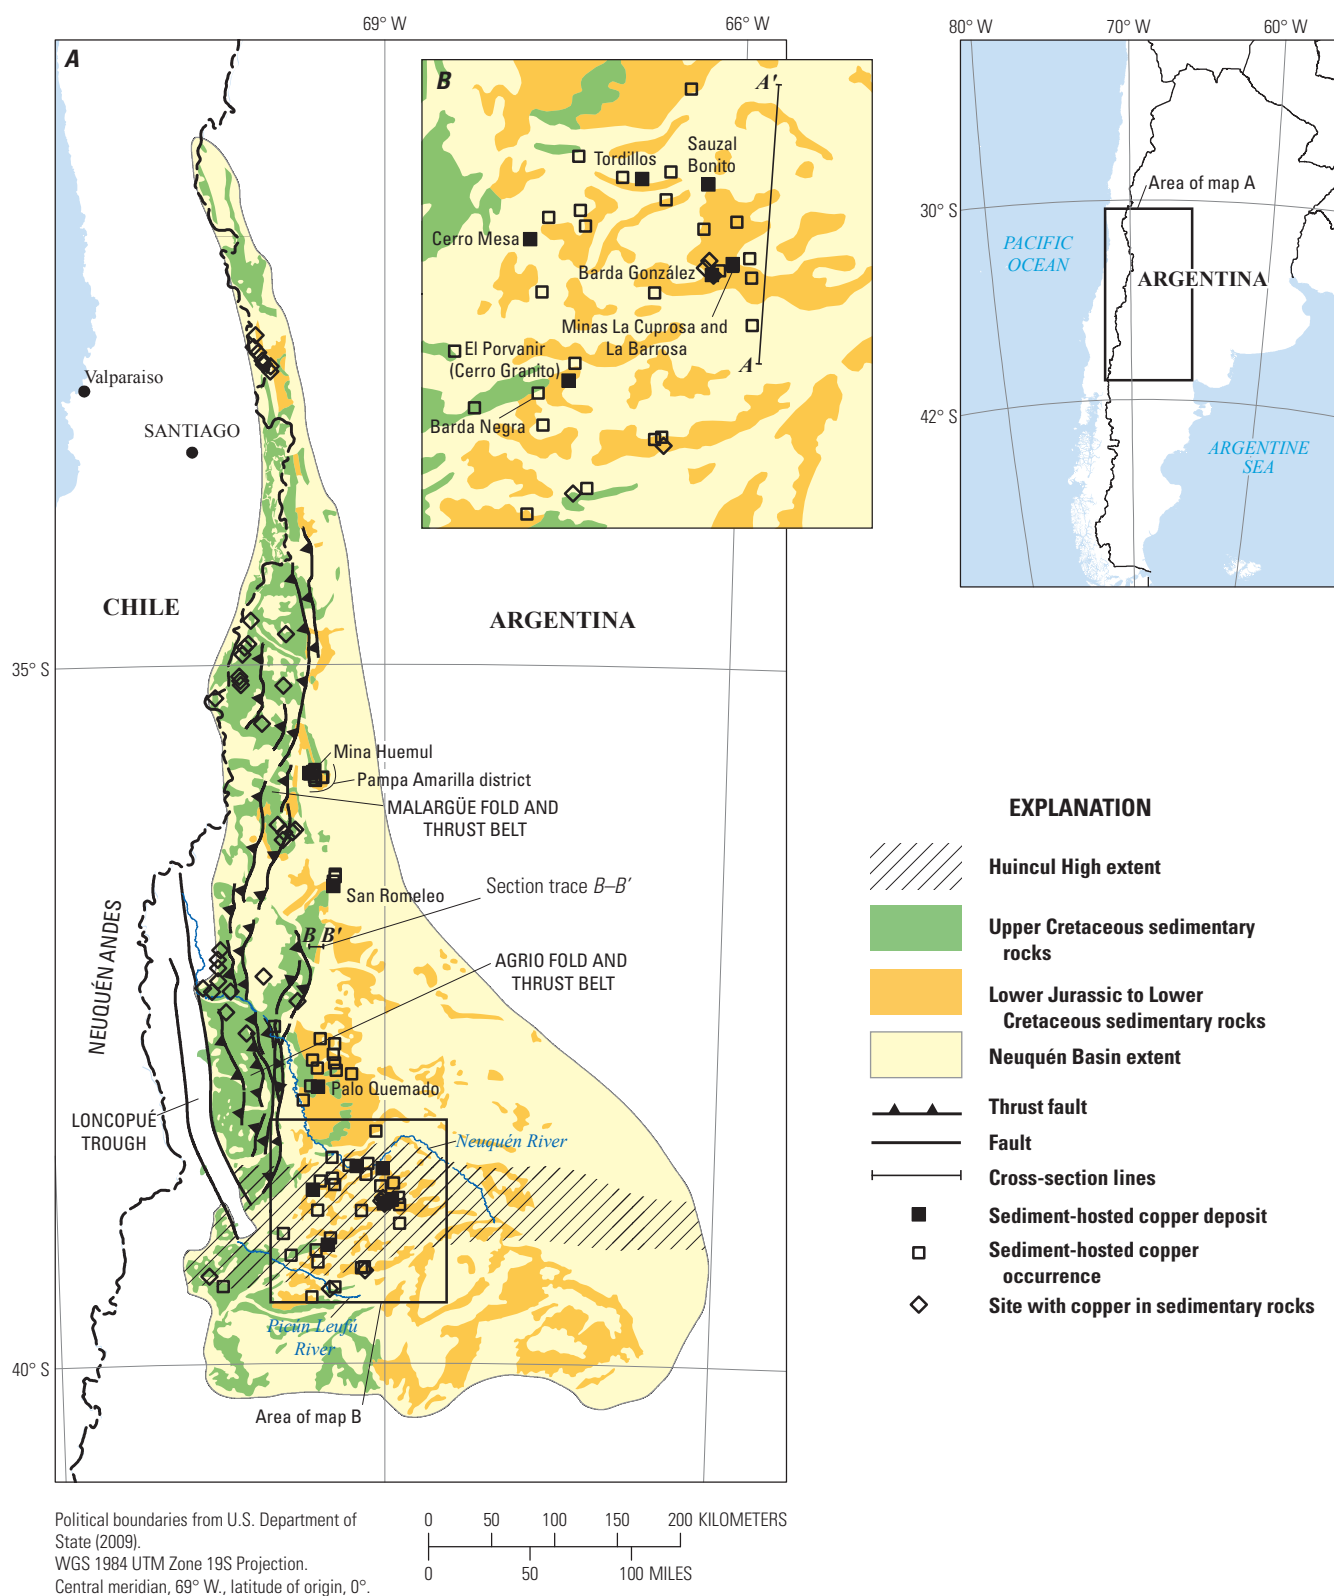 69° W
66° W
80° W
70° W
60° W
A
B
A'
Tordillos
Sauzal
Bonito
Cerro Mesa
Barda González
Minas La Cuprosa and
La Barrosa
El Porvanir
(Cerro Granito)
A
Barda Negra
Area of map A
30° S
PACIFIC
OCEAN
ARGENTINA
42° S
ARGENTINE
SEA
Valparaiso
SANTIAGO
CHILE
ARGENTINA
35° S
Mina Huemul
Pampa Amarilla district
MALARGÜE FOLD AND
THRUST BELT
San Romeleo
Section trace B–B'
B B'
NEUQUÉN ANDES
AGRIO FOLD AND
THRUST BELT
Palo Quemado
LONCOPUÉ
TROUGH
Neuquén River
Picún Leufú
River
40° S
Area of map B
EXPLANATION
Huincul High extent
Upper Cretaceous sedimentary
rocks
Lower Jurassic to Lower
Cretaceous sedimentary rocks
Neuquén Basin extent
Thrust fault
Fault
Cross-section lines
Sediment-hosted copper deposit
Sediment-hosted copper
occurrence
Site with copper in sedimentary rocks
Political boundaries from U.S. Department of
State (2009).
WGS 1984 UTM Zone 19S Projection.
Central meridian, 69° W., latitude of origin, 0°.
0 50 100 150 200 KILOMETERS
0 50 100 MILES